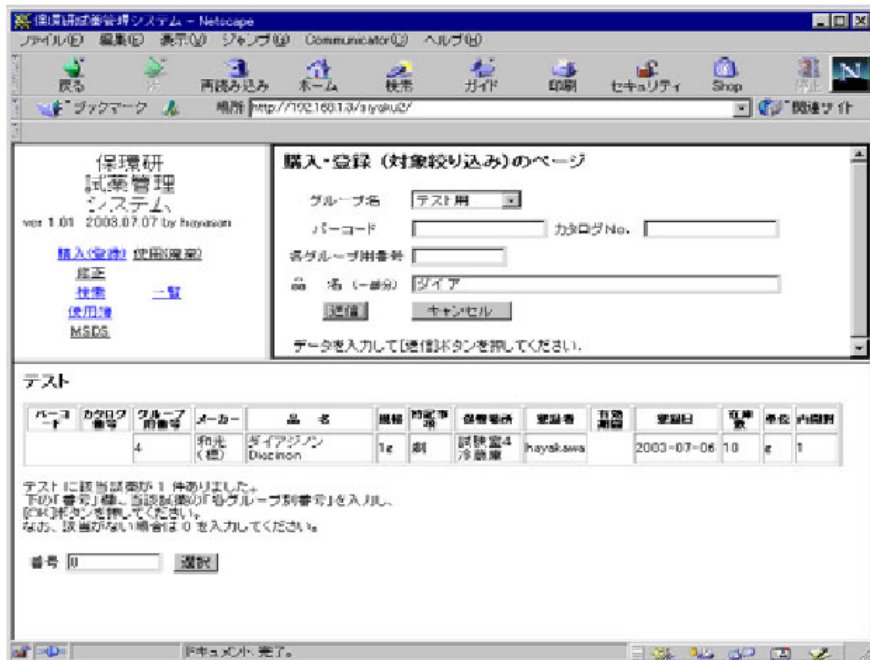 保環研試薬管理システム - Netscape
ファイル(F) 編集(E) 表示(V) ジャンプ(G) Communicator(C) ヘルプ(H)
戻る 再読み込み ホーム 検索 ガイド 印刷 セキュリティ Shop 停止
ブックマーク 場所 http://192.168.1.3/siyaku2/ 関連サイト
保環研
試薬管理
システム
ver 1.01 2003.07.07 by hayasan
購入(登録) 使用(廃棄)
修正
検索 一覧
使用簿
MSDS
購入・登録 (対象絞り込み)のページ
グループ名 テスト用
バーコード カタログNo.
各グループ用番号
品 名 (一部分) ダイア
送信 キャンセル
データを入力して[送信]ボタンを押してください.
テスト
バーコード カタログ番号 グループ用番号 メーカー 品 名 規格 特記事項 保管場所 登録者 有効期限 登録日 在庫数 単位 内開封
4 和光(標) ダイアジノン Diazinon 1g 劇 試験室4冷蔵庫 hayakawa 2003-07-06 10 g 1
テストに該当試薬が 1 件ありました。
下の「番号」欄に当該試薬の「各グループ別番号」を入力し、
[OK]ボタンを押してください。
なお、該当がない場合は 0 を入力してください。
番号 0 選択
ドキュメント: 完了。